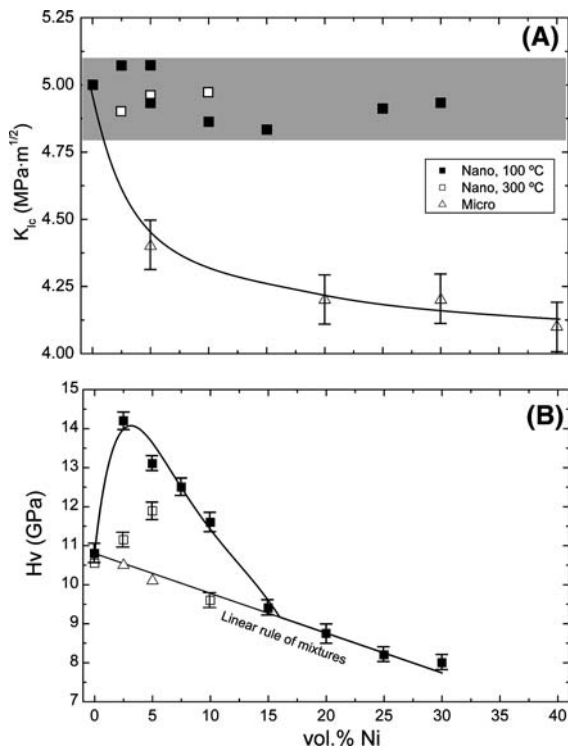 (A)
5.25
5.00
4.75
4.50
4.25
4.00
K_Ic (MPa·m^1/2)
Nano, 100 ºC
Nano, 300 ºC
Micro
(B)
15
14
13
12
11
10
9
8
7
6
Hv (GPa)
Linear rule of mixtures
0 5 10 15 20 25 30 35 40
vol.% Ni